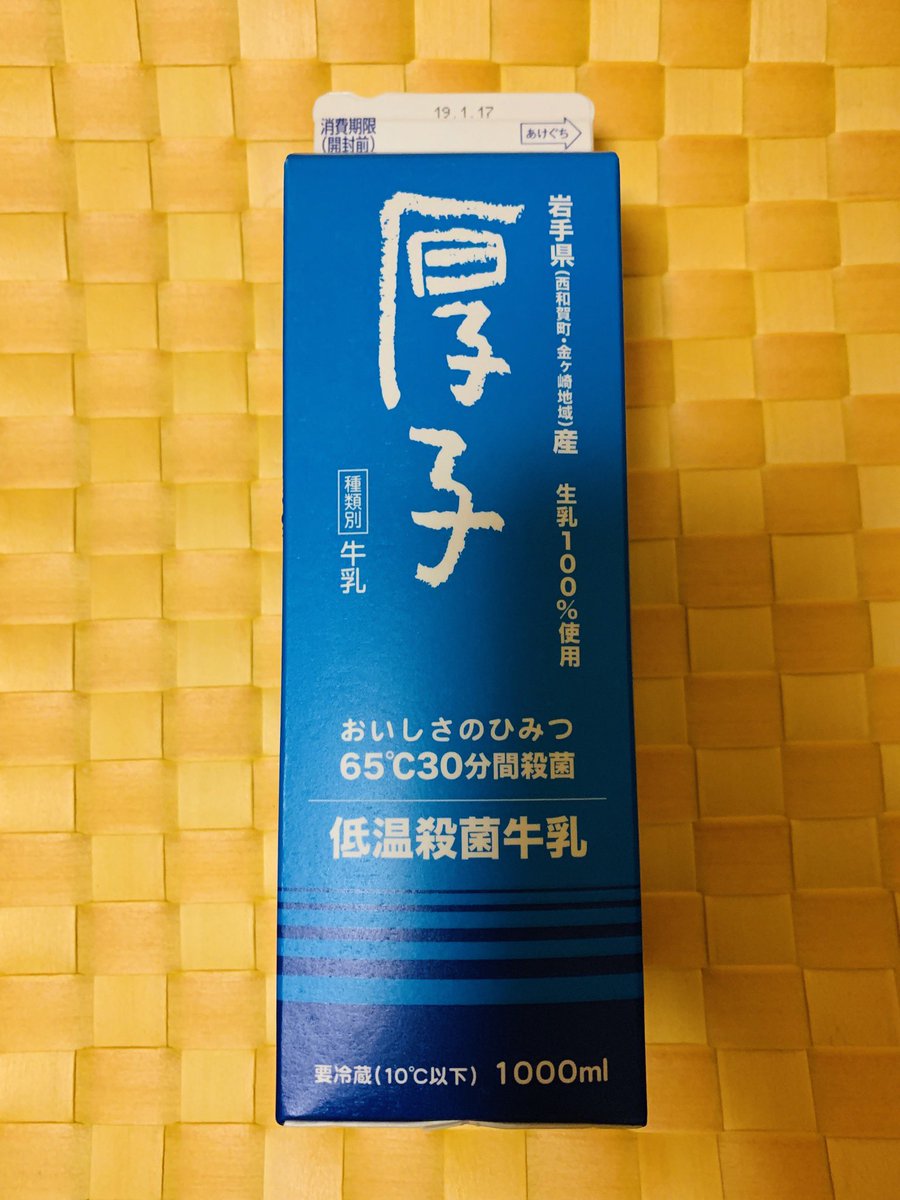 19.1.17
消費期限
(開封前)
あけぐち
岩手県(西和賀町・金ヶ崎地域)産 生乳100%使用
厚子
種類別 牛乳
おいしさのひみつ
65℃30分間殺菌
低温殺菌牛乳
要冷蔵(10℃以下) 1000ml